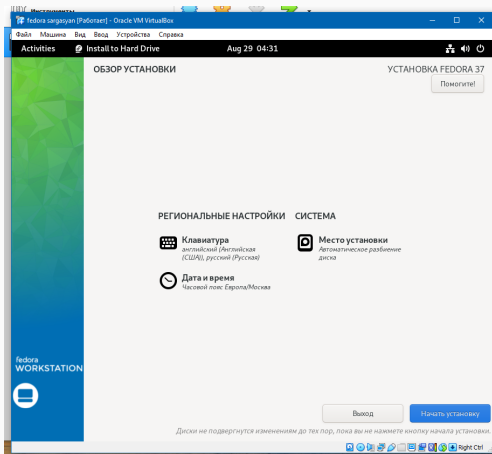 Инструменты
fedora sargasyan [Работает] - Oracle VM VirtualBox
Файл Машина Вид Ввод Устройства Справка
Activities Install to Hard Drive Aug 29 04:31
ОБЗОР УСТАНОВКИ
УСТАНОВКА FEDORA 37
Помогите!
РЕГИОНАЛЬНЫЕ НАСТРОЙКИ
Клавиатура
английский (Английская
(США)), русский (Русская)
Дата и время
Часовой пояс Европа/Москва
СИСТЕМА
Место установки
Автоматическое разбиение
диска
fedora
WORKSTATION
Выход
Начать установку
Диски не подвергнутся изменениям до тех пор, пока вы не нажмете кнопку начала установки.
Right Ctrl